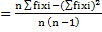 = n ∑fixi−(∑fixi)² / n (n −1)